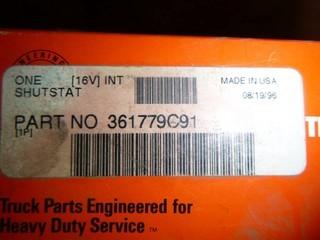 ONE [16V] INT MADE IN USA
SHUTSTAT 08/19/96
PART NO 361779C91
[1P]
Truck Parts Engineered for
Heavy Duty Service ™